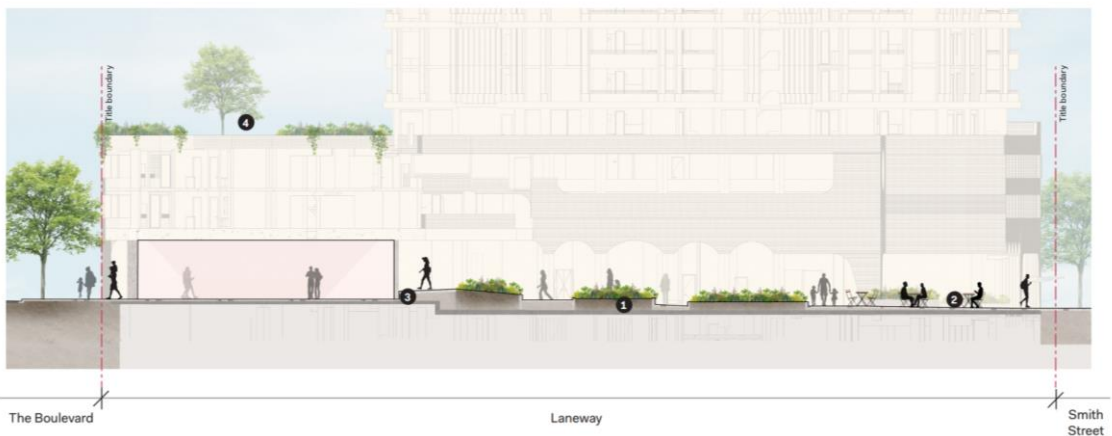 Title boundary
Title boundary
4
3
1
2
The Boulevard
Laneway
Smith
Street